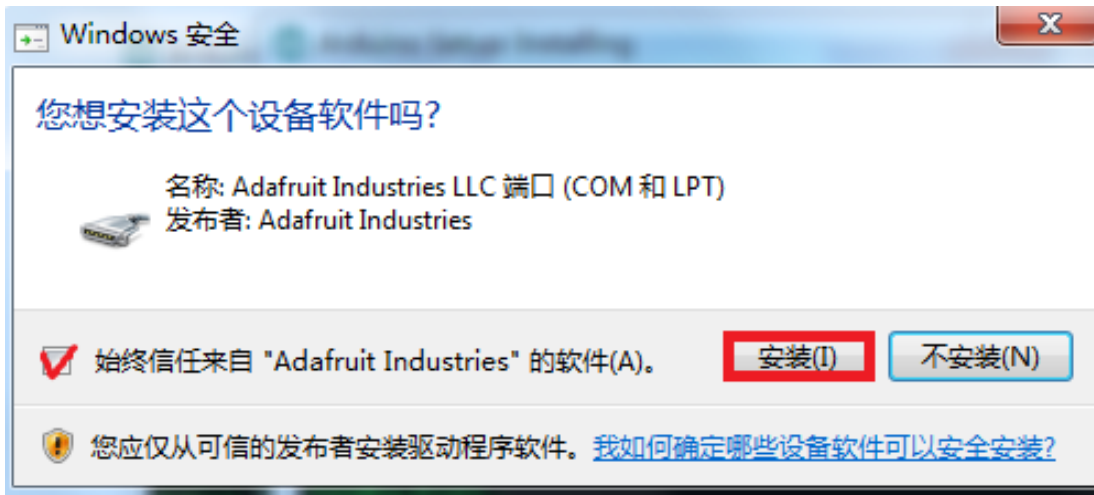 Windows 安全
您想安装这个设备软件吗?
名称: Adafruit Industries LLC 端口 (COM 和 LPT)
发布者: Adafruit Industries
始终信任来自 "Adafruit Industries" 的软件(A)。
安装(I)
不安装(N)
您应仅从可信的发布者安装驱动程序软件。我如何确定哪些设备软件可以安全安装?